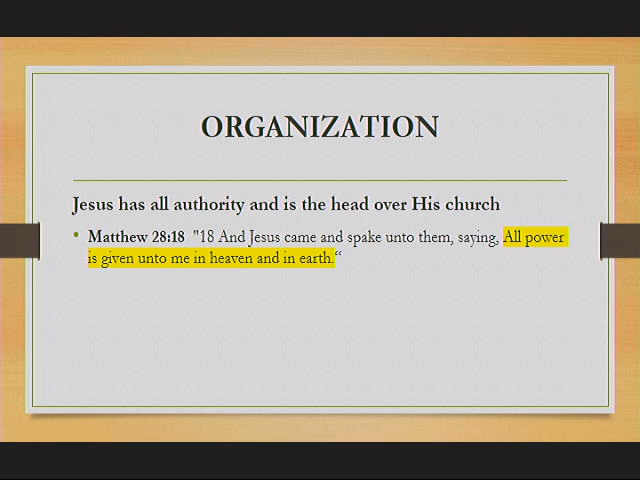 ORGANIZATION
Jesus has all authority and is the head over His church
• Matthew 28:18 "18 And Jesus came and spake unto them, saying, All power
is given unto me in heaven and in earth.“